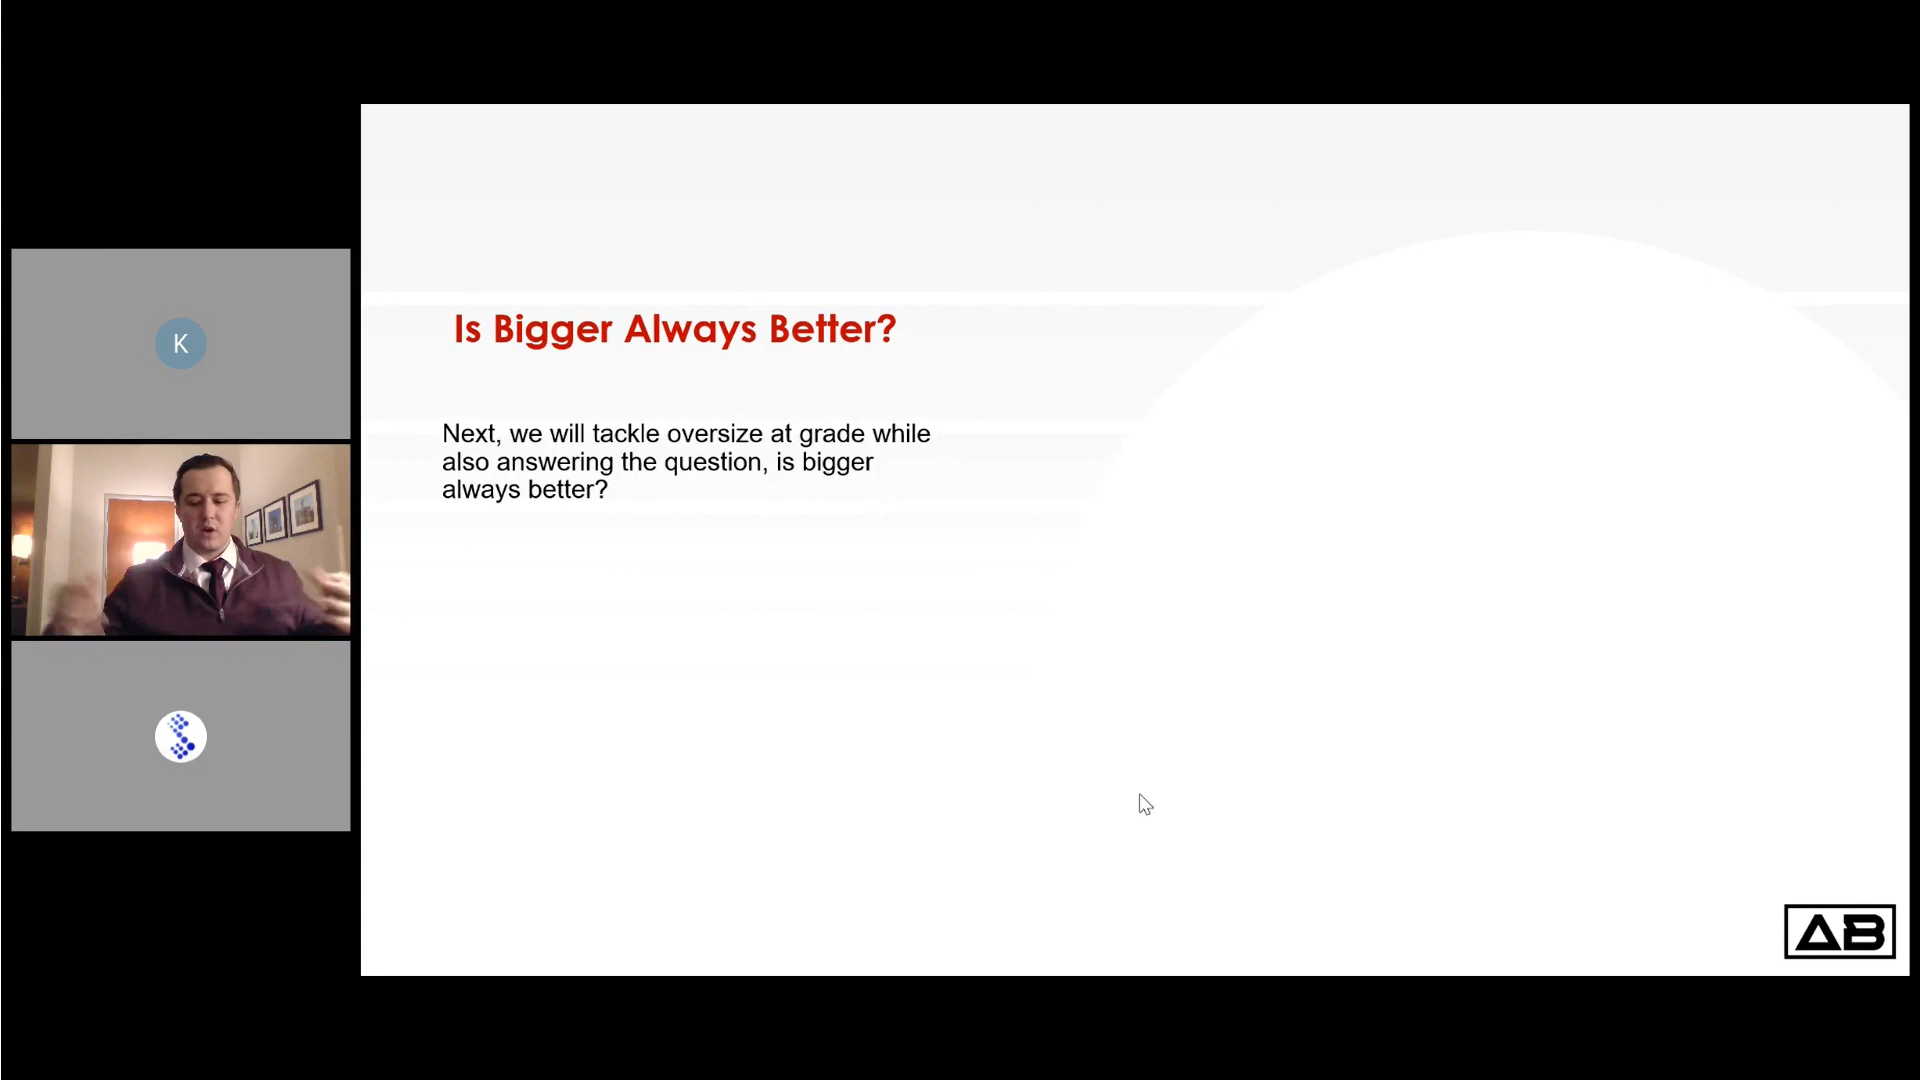 K
Is Bigger Always Better?
Next, we will tackle oversize at grade while
also answering the question, is bigger
always better?
AB